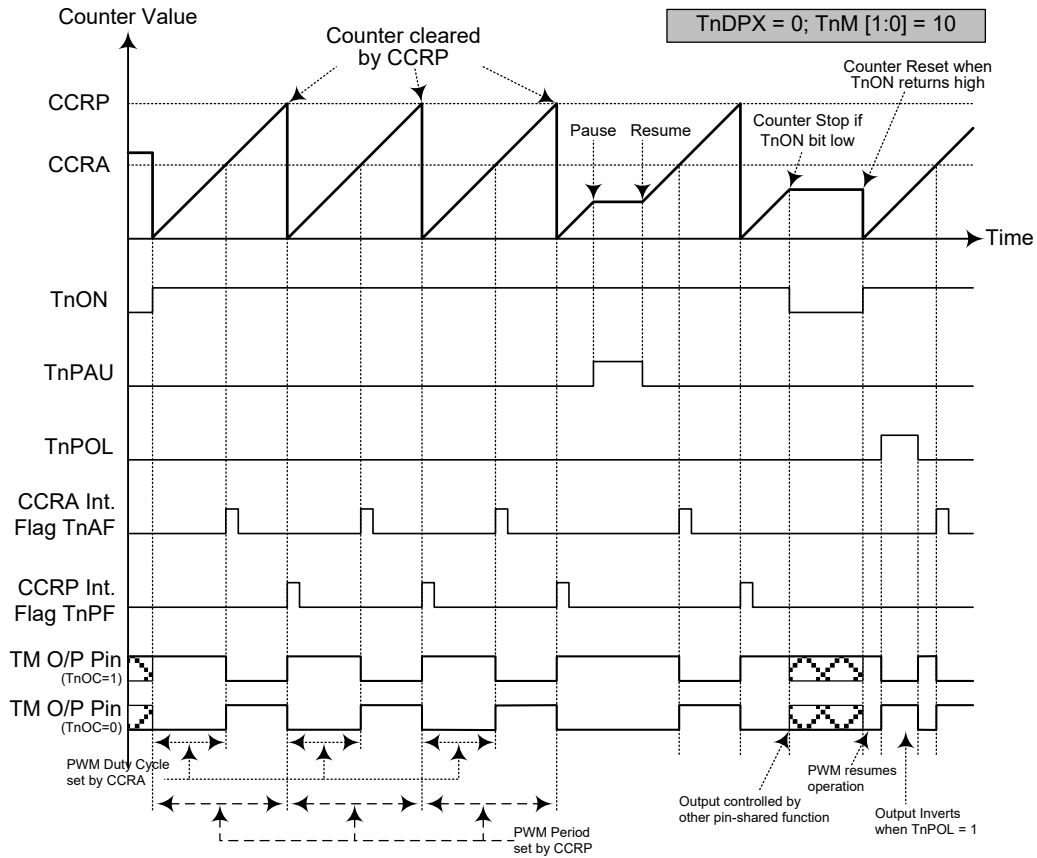 Counter Value
TnDPX = 0; TnM [1:0] = 10
Counter cleared
by CCRP
Counter Reset when
TnON returns high
CCRP
Counter Stop if
TnON bit low
Pause
Resume
CCRA
Time
TnON
TnPAU
TnPOL
CCRA Int.
Flag TnAF
CCRP Int.
Flag TnPF
TM O/P Pin
(TnOC=1)
TM O/P Pin
(TnOC=0)
PWM Duty Cycle
set by CCRA
PWM resumes
operation
Output controlled by
other pin-shared function
Output Inverts
when TnPOL = 1
PWM Period
set by CCRP